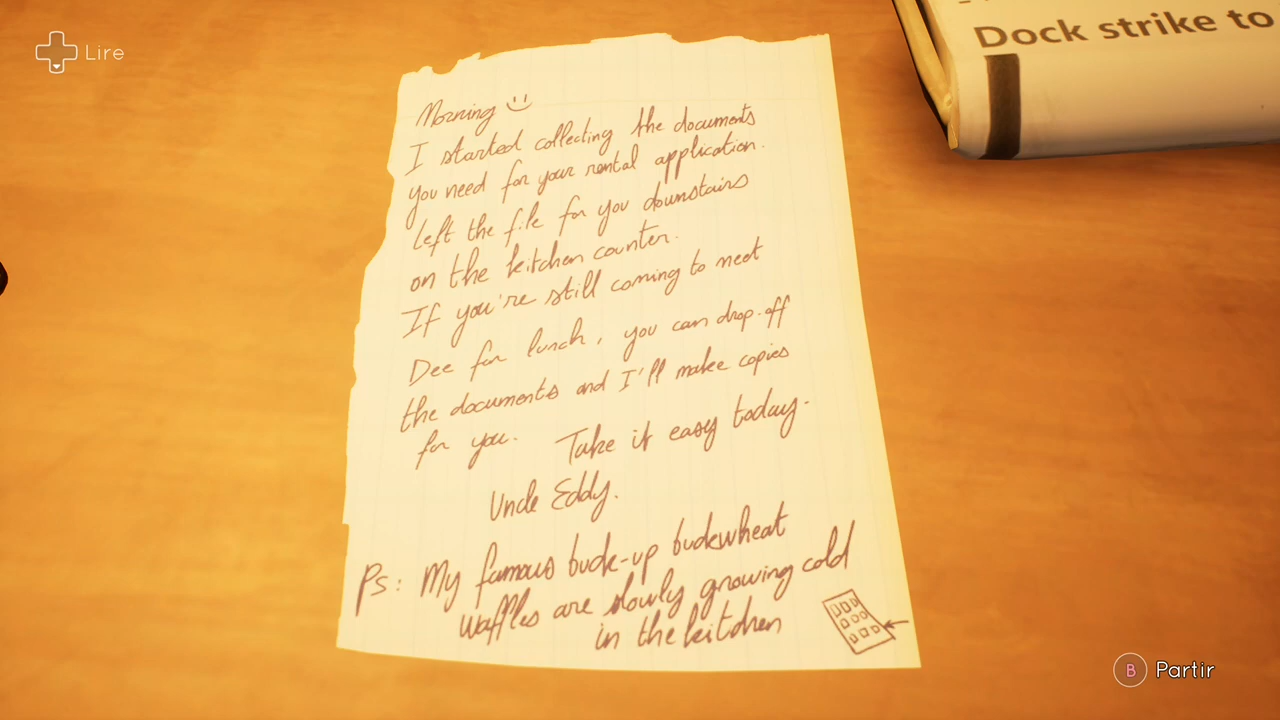 Lire
Dock strike to
Morning
I started collecting the documents
you need for your rental application.
Left the file for you downstairs
on the kitchen counter.
If you're still coming to meet
Dee for lunch, you can drop-off
the documents and I'll make copies
for you. Take it easy today.
Uncle Eddy.
Ps: My famous buck-up buckwheat
waffles are slowly growing cold
in the kitchen
B Partir